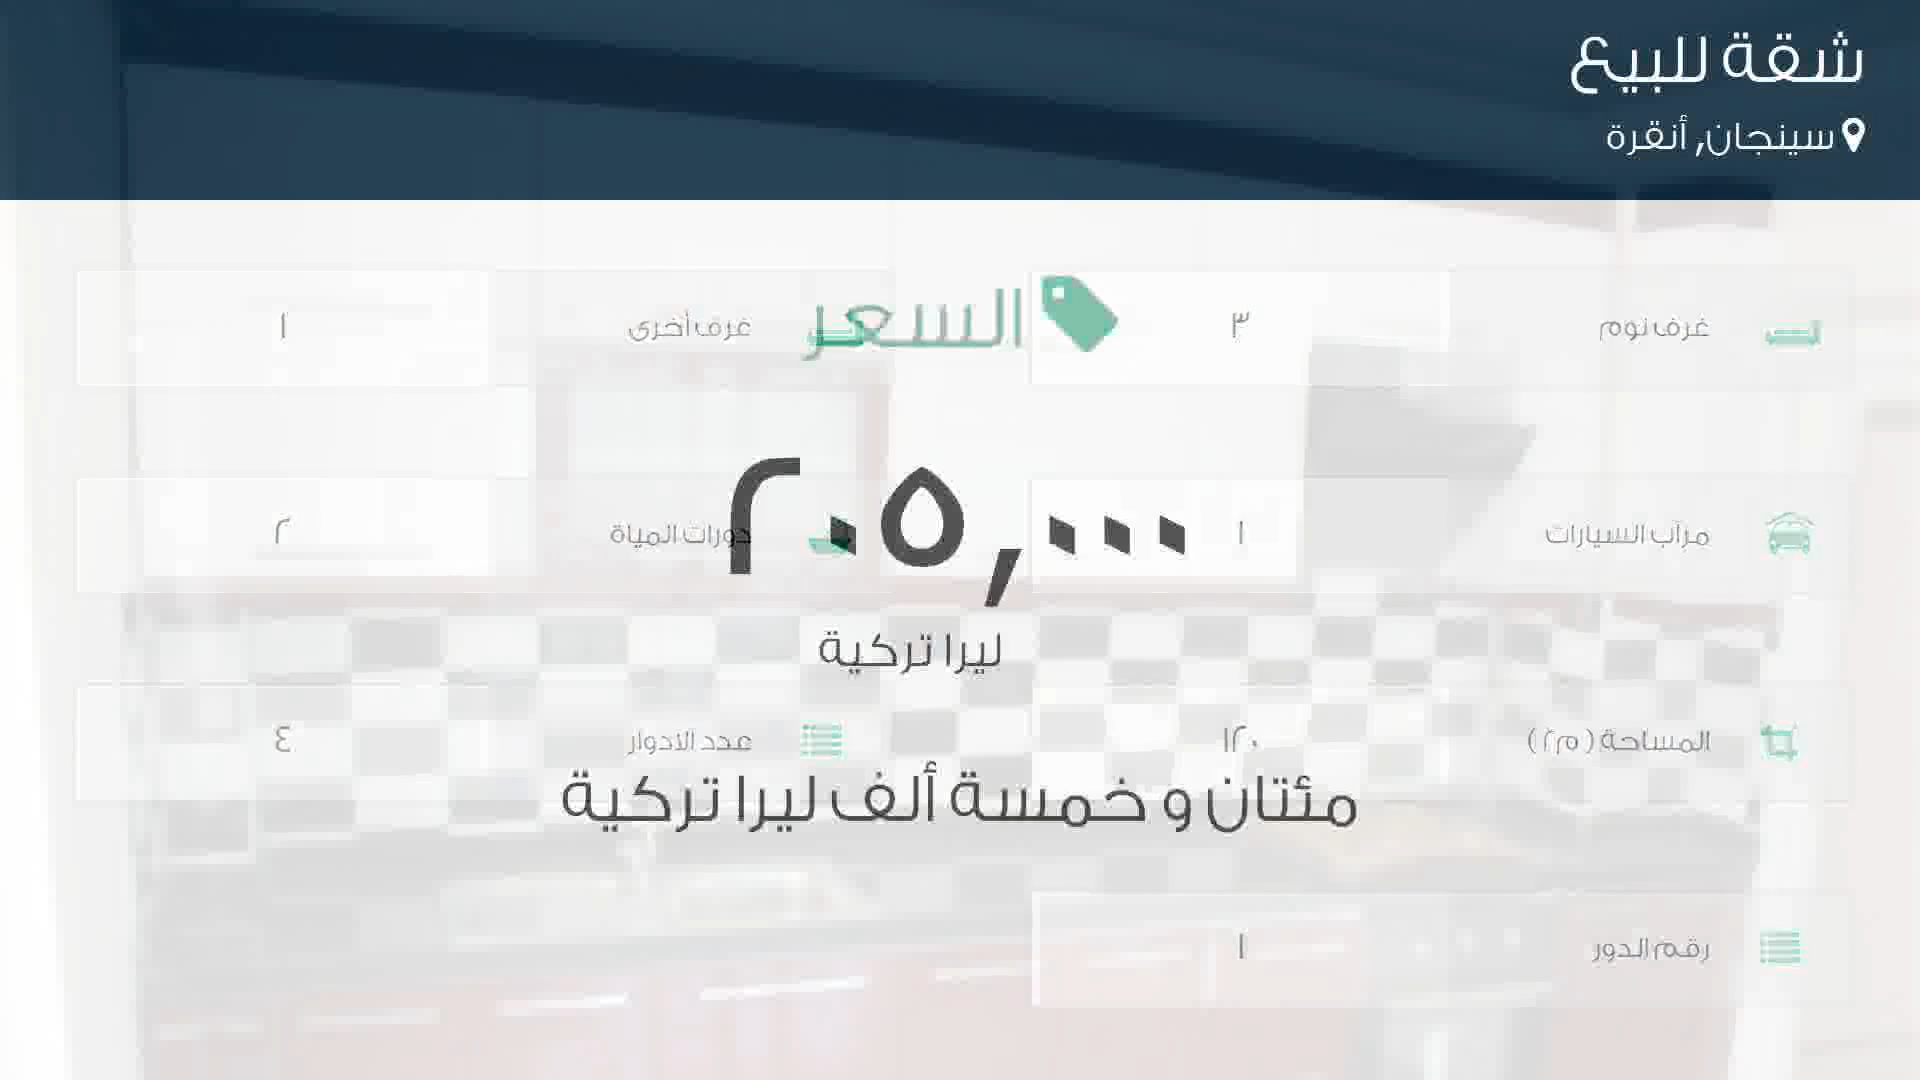 شقة للبيع
سينجان, أنقرة
السعر
غرف نوم ٣
غرف أخرى ١
٢٠٥,٠٠٠
مرآب السيارات ١
دورات المياة ٢
ليرا تركية
المساحة (م٢) ١٢٠
عدد الادوار ٤
مئتان و خمسة ألف ليرا تركية
رقم الدور ١